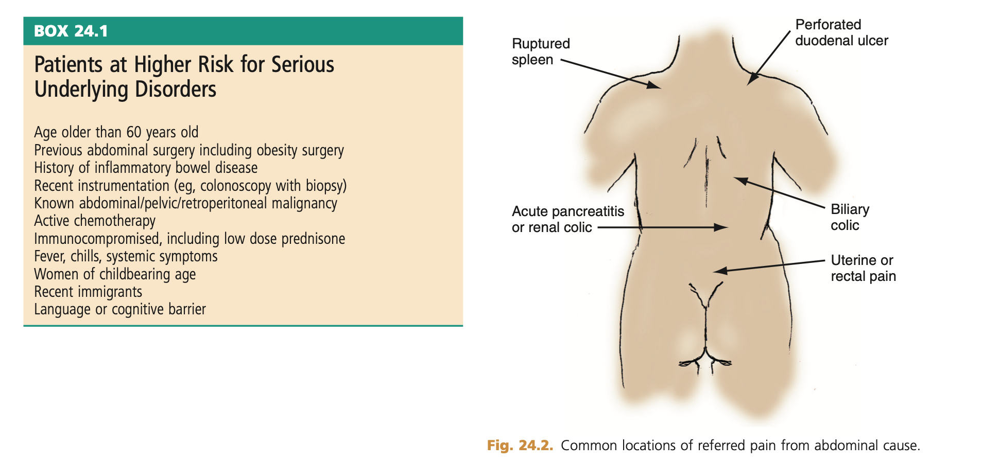 BOX 24.1
Patients at Higher Risk for Serious
Underlying Disorders
Age older than 60 years old
Previous abdominal surgery including obesity surgery
History of inflammatory bowel disease
Recent instrumentation (eg, colonoscopy with biopsy)
Known abdominal/pelvic/retroperitoneal malignancy
Active chemotherapy
Immunocompromised, including low dose prednisone
Fever, chills, systemic symptoms
Women of childbearing age
Recent immigrants
Language or cognitive barrier
Ruptured
spleen
Perforated
duodenal ulcer
Acute pancreatitis
or renal colic
Biliary
colic
Uterine or
rectal pain
Fig. 24.2. Common locations of referred pain from abdominal cause.